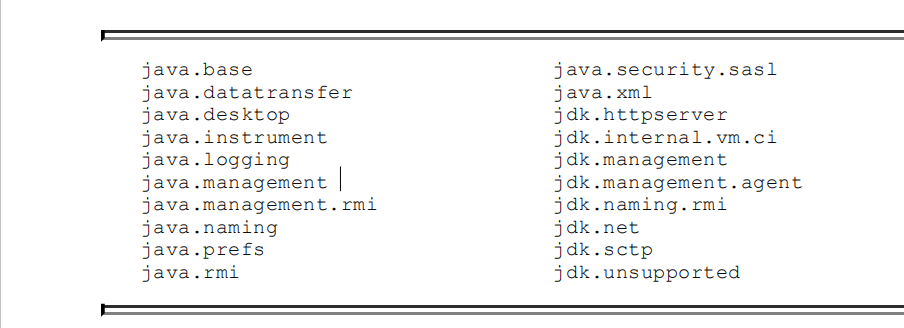 java.base
java.datatransfer
java.desktop
java.instrument
java.logging
java.management
java.management.rmi
java.naming
java.prefs
java.rmi
java.security.sasl
java.xml
jdk.httpserver
jdk.internal.vm.ci
jdk.management
jdk.management.agent
jdk.naming.rmi
jdk.net
jdk.sctp
jdk.unsupported